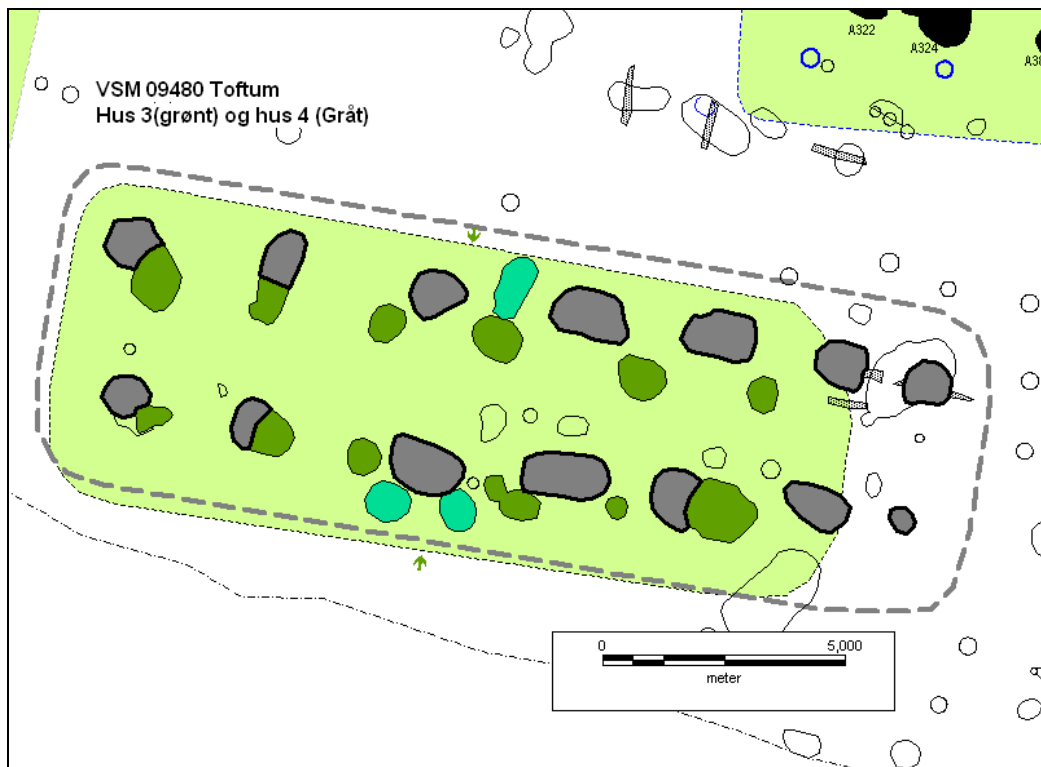 A322
A324
VSM 09480 Toftum
Hus 3(grønt) og hus 4 (Gråt)
0 5,000
meter